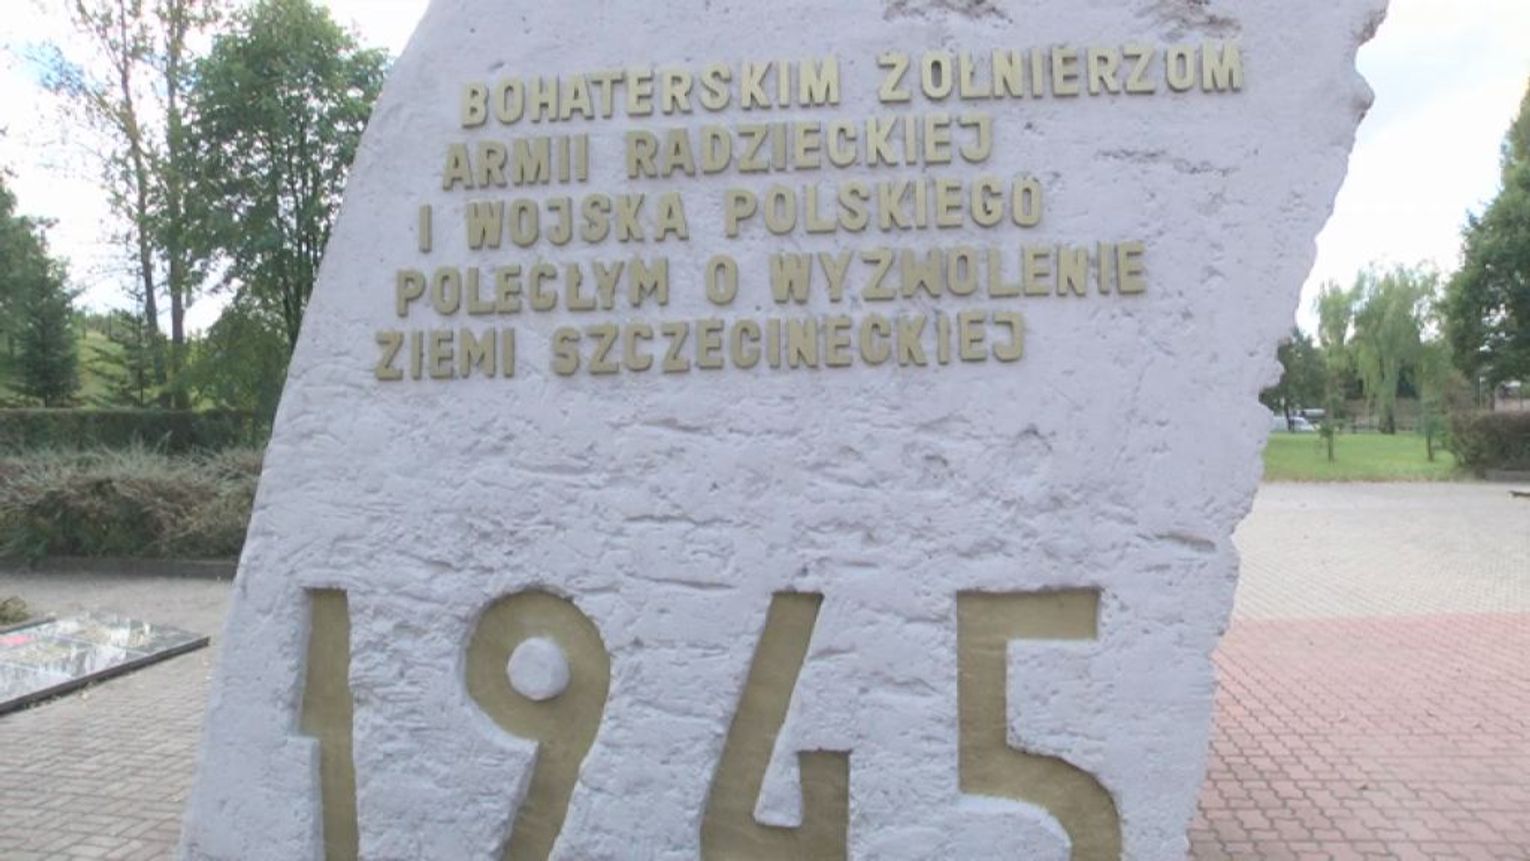 BOHATERSKIM ŻOŁNIERZOM
ARMII RADZIECKIEJ
I WOJSKA POLSKIEGO
POLEGŁYM O WYZWOLENIE
ZIEMI SZCZECINECKIEJ
1945